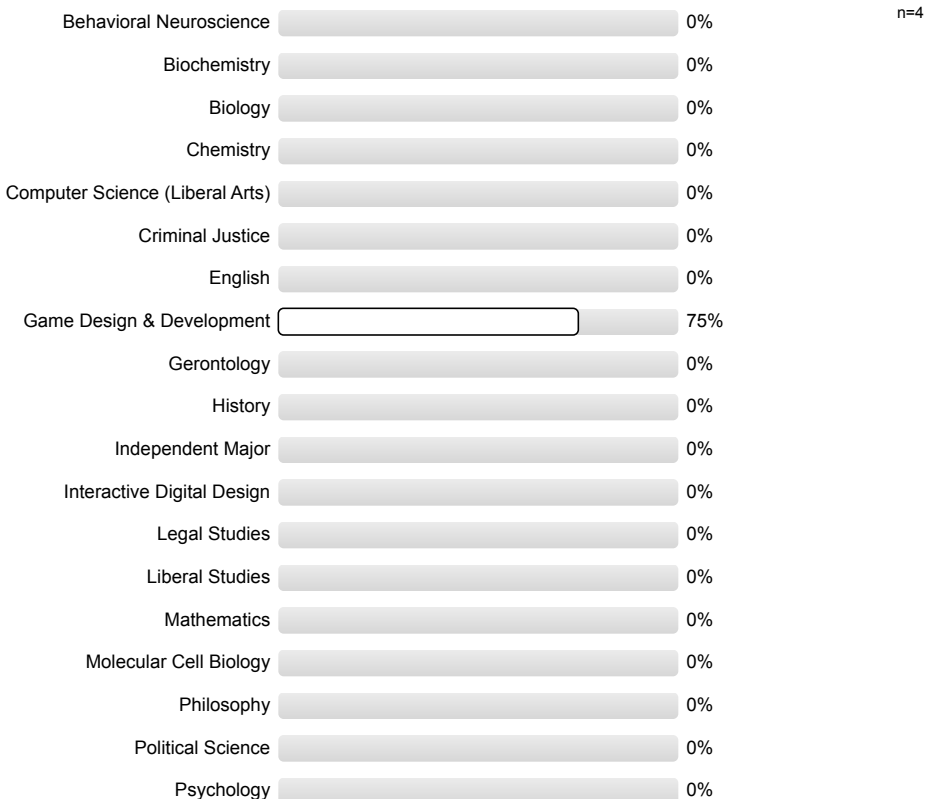 Behavioral Neuroscience 0% n=4
Biochemistry 0%
Biology 0%
Chemistry 0%
Computer Science (Liberal Arts) 0%
Criminal Justice 0%
English 0%
Game Design & Development 75%
Gerontology 0%
History 0%
Independent Major 0%
Interactive Digital Design 0%
Legal Studies 0%
Liberal Studies 0%
Mathematics 0%
Molecular Cell Biology 0%
Philosophy 0%
Political Science 0%
Psychology 0%